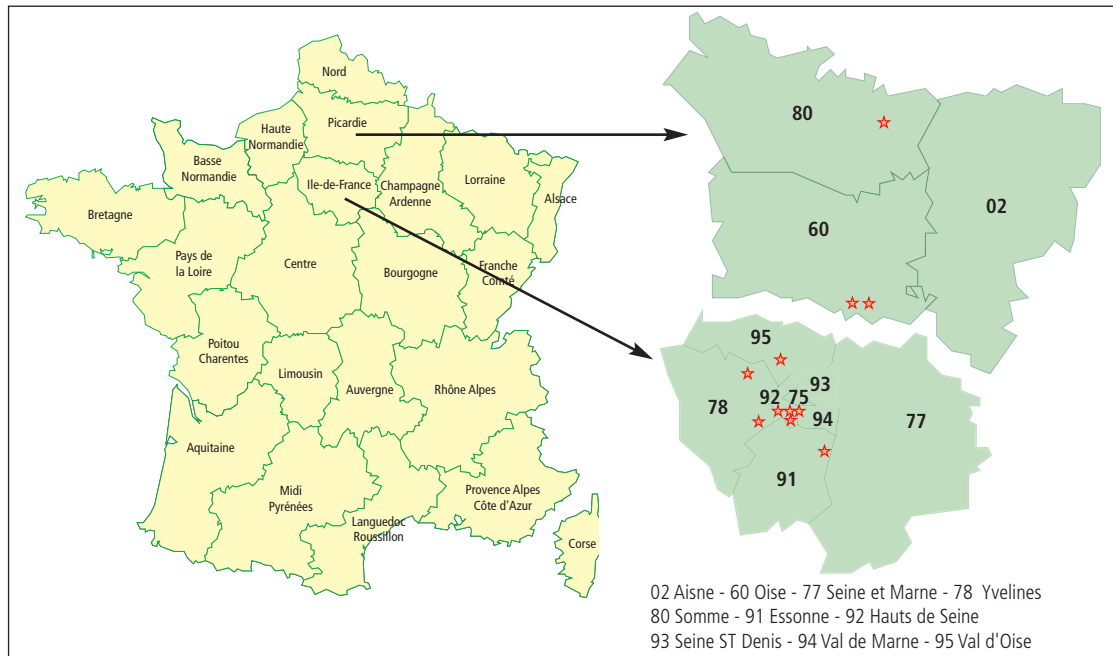 Nord
Picardie
Haute
Normandie
Basse
Normandie
Ile-de-France
Champagne
Ardenne
Lorraine
Alsace
Bretagne
Pays de
la Loire
Centre
Bourgogne
Franche
Comté
Poitou
Charentes
Limousin
Auvergne
Rhône Alpes
Aquitaine
Midi
Pyrénées
Languedoc
Roussillon
Provence Alpes
Côte d'Azur
Corse
80
02
60
95
93
92 75
78
94
77
91
02 Aisne - 60 Oise - 77 Seine et Marne - 78 Yvelines
80 Somme - 91 Essonne - 92 Hauts de Seine
93 Seine ST Denis - 94 Val de Marne - 95 Val d'Oise